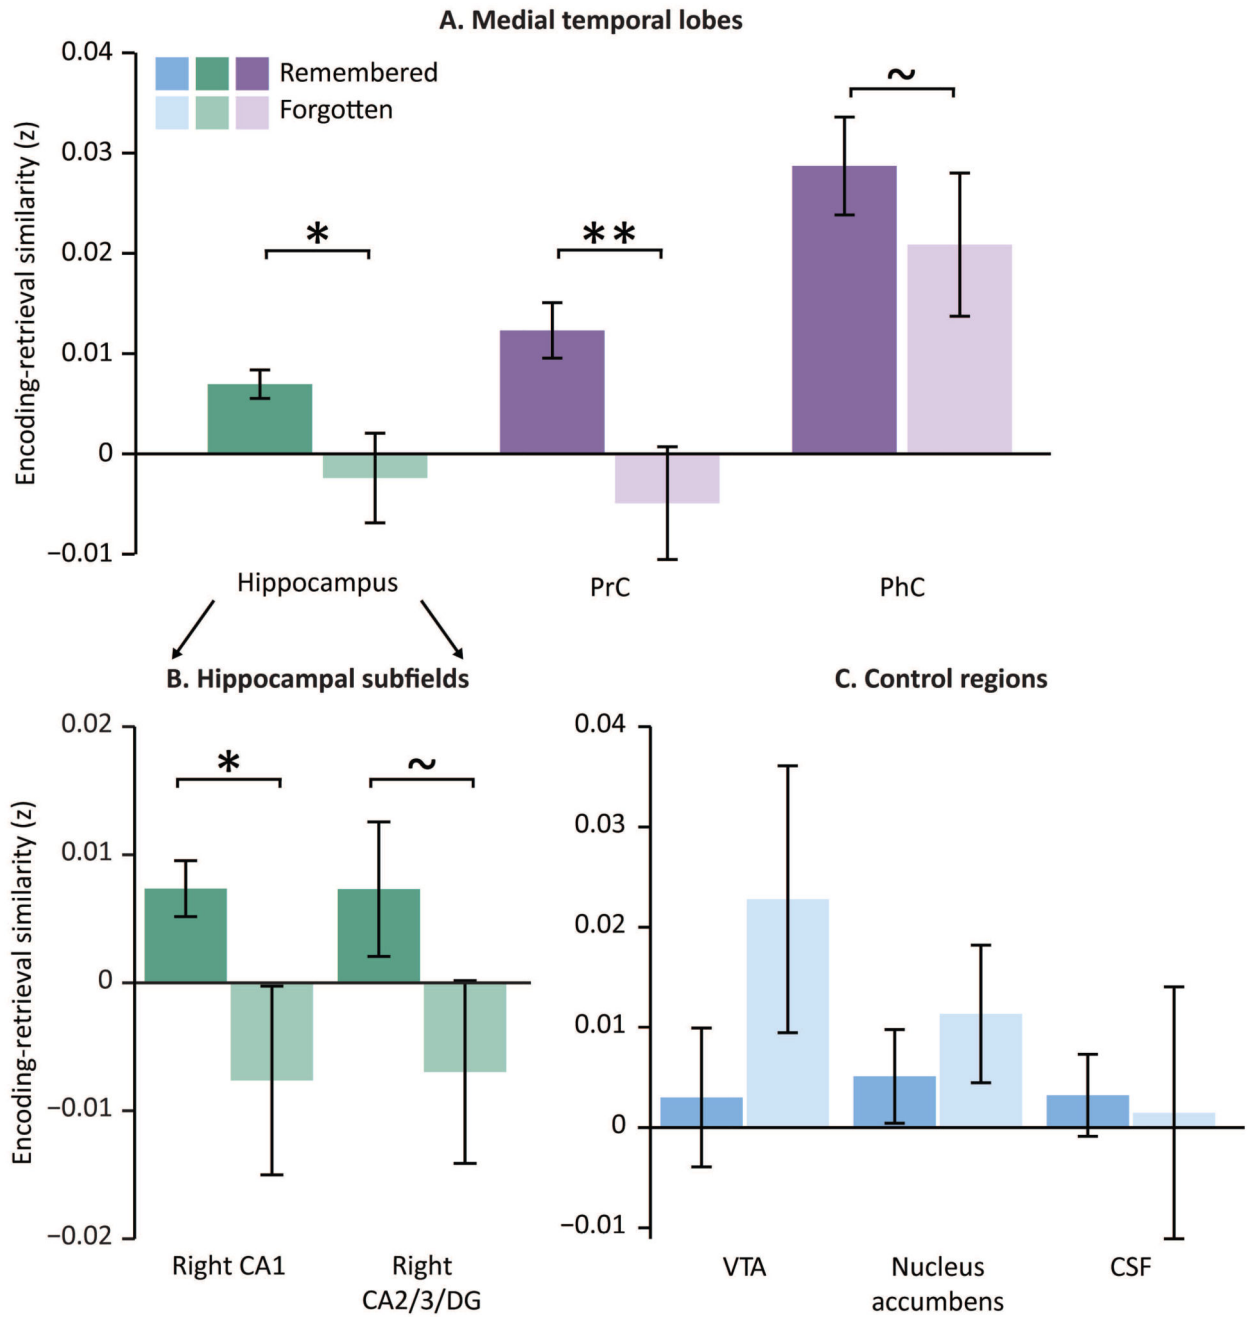 A. Medial temporal lobes
Encoding-retrieval similarity (z)
0.04
0.03
0.02
0.01
0
−0.01
Remembered
Forgotten
*
**
~
Hippocampus
PrC
PhC
B. Hippocampal subfields
Encoding-retrieval similarity (z)
0.02
0.01
0
−0.01
−0.02
*
~
Right CA1
Right
CA2/3/DG
C. Control regions
0.04
0.03
0.02
0.01
0
−0.01
VTA
Nucleus
accumbens
CSF